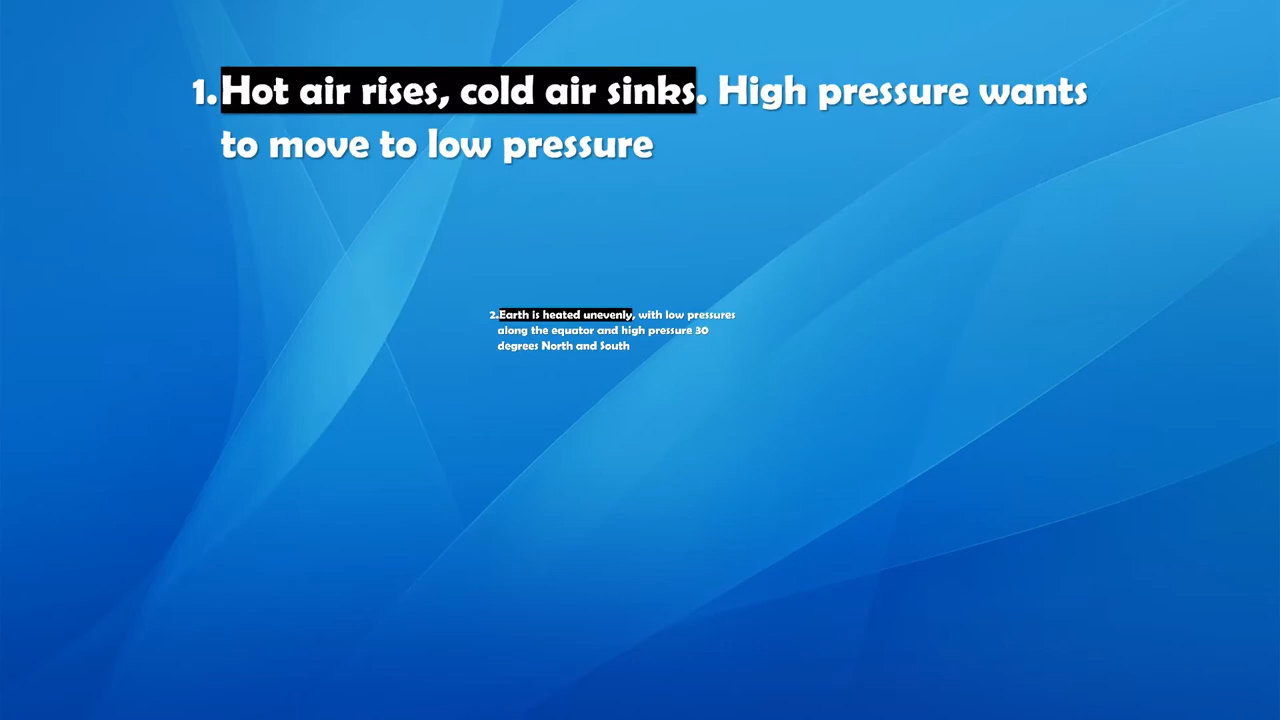 1. Hot air rises, cold air sinks. High pressure wants
to move to low pressure
2. Earth is heated unevenly, with low pressures
along the equator and high pressure 30
degrees North and South